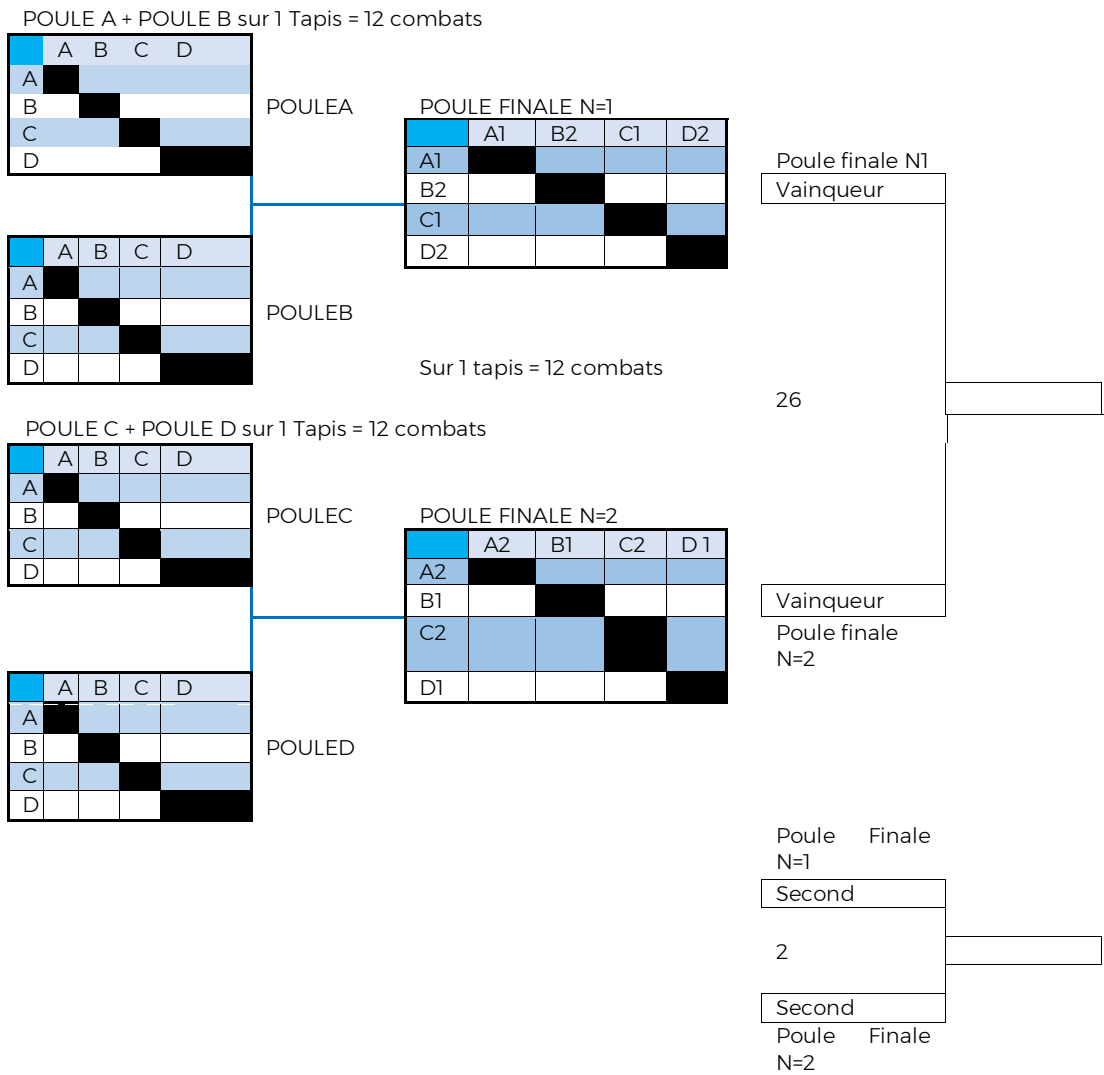 POULE A + POULE B sur 1 Tapis = 12 combats
A B C D
A
B
C
D
POULEA
A B C D
A
B
C
D
POULEB
POULE C + POULE D sur 1 Tapis = 12 combats
A B C D
A
B
C
D
POULEC
A B C D
A
B
C
D
POULED
POULE FINALE N=1
A1 B2 C1 D2
A1
B2
C1
D2
Sur 1 tapis = 12 combats
POULE FINALE N=2
A2 B1 C2 D 1
A2
B1
C2
D1
Poule finale N1
Vainqueur
26
Vainqueur
Poule finale
N=2
Poule Finale
N=1
Second
2
Second
Poule Finale
N=2